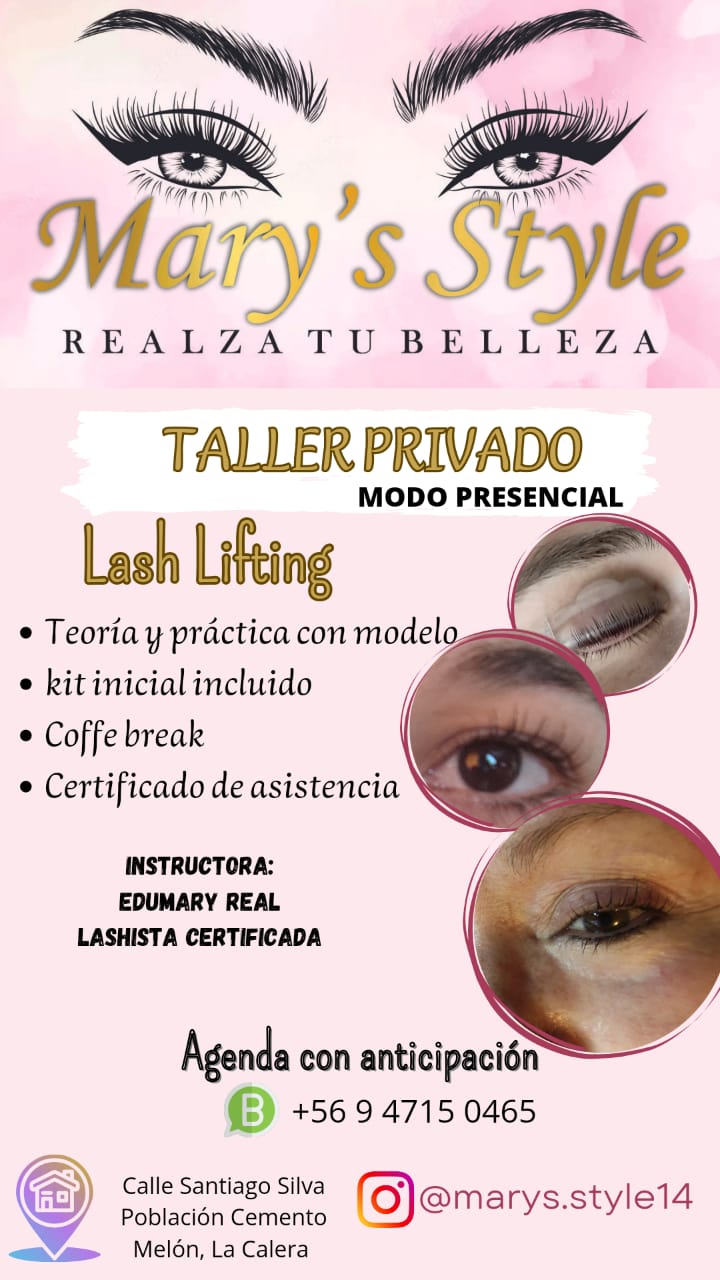 Mary's Style
REALZA TU BELLEZA
TALLER PRIVADO
MODO PRESENCIAL
Lash Lifting
• Teoría y práctica con modelo
• kit inicial incluido
• Coffe break
• Certificado de asistencia
INSTRUCTORA:
EDUMARY REAL
LASHISTA CERTIFICADA
Agenda con anticipación
B +56 9 4715 0465
Calle Santiago Silva
Población Cemento
Melón, La Calera
@marys.style14